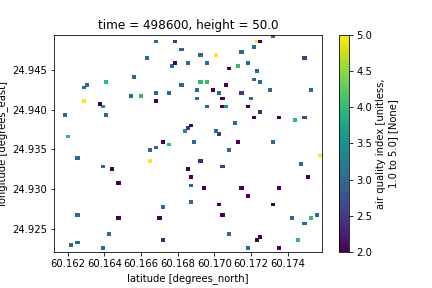 time = 498600, height = 50.0
24.945
24.940
24.935
24.930
24.925
longitude [degrees_east]
60.162 60.164 60.166 60.168 60.170 60.172 60.174
latitude [degrees_north]
5.0
4.5
4.0
3.5
3.0
2.5
2.0
air quality index [unitless,
1.0 to 5.0] [None]